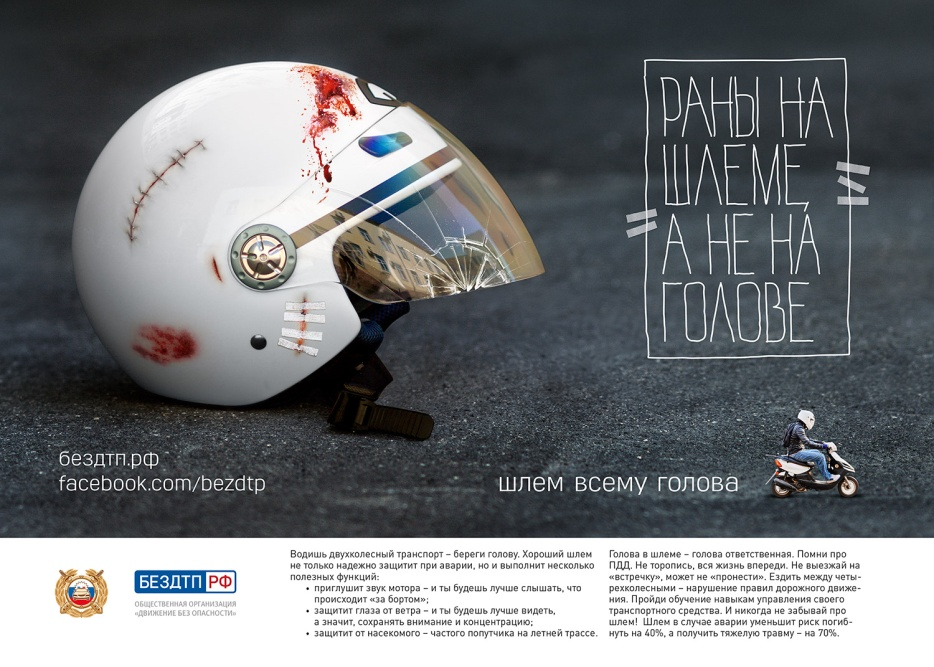 РАНЫ НА
ШЛЕМЕ,
А НЕ НА
ГОЛОВЕ
бездтп.рф
facebook.com/bezdtp
шлем всему голова
БЕЗДТП РФ
ОБЩЕСТВЕННАЯ ОРГАНИЗАЦИЯ
«ДВИЖЕНИЕ БЕЗ ОПАСНОСТИ»
Водишь двухколесный транспорт – береги голову. Хороший шлем
не только надежно защитит при аварии, но и выполнит несколько
полезных функций:
• приглушит звук мотора – и ты будешь лучше слышать, что
происходит «за бортом»;
• защитит глаза от ветра – и ты будешь лучше видеть,
а значит, сохранять внимание и концентрацию;
• защитит от насекомого – частого попутчика на летней трассе.
Голова в шлеме – голова ответственная. Помни про
ПДД. Не торопись, вся жизнь впереди. Не выезжай на
«встречку», может не «пронести». Ездить между четы-
рехколесными – нарушение правил дорожного движе-
ния. Пройди обучение навыкам управления своего
транспортного средства. И никогда не забывай про
шлем! Шлем в случае аварии уменьшит риск погиб-
нуть на 40%, а получить тяжелую травму – на 70%.